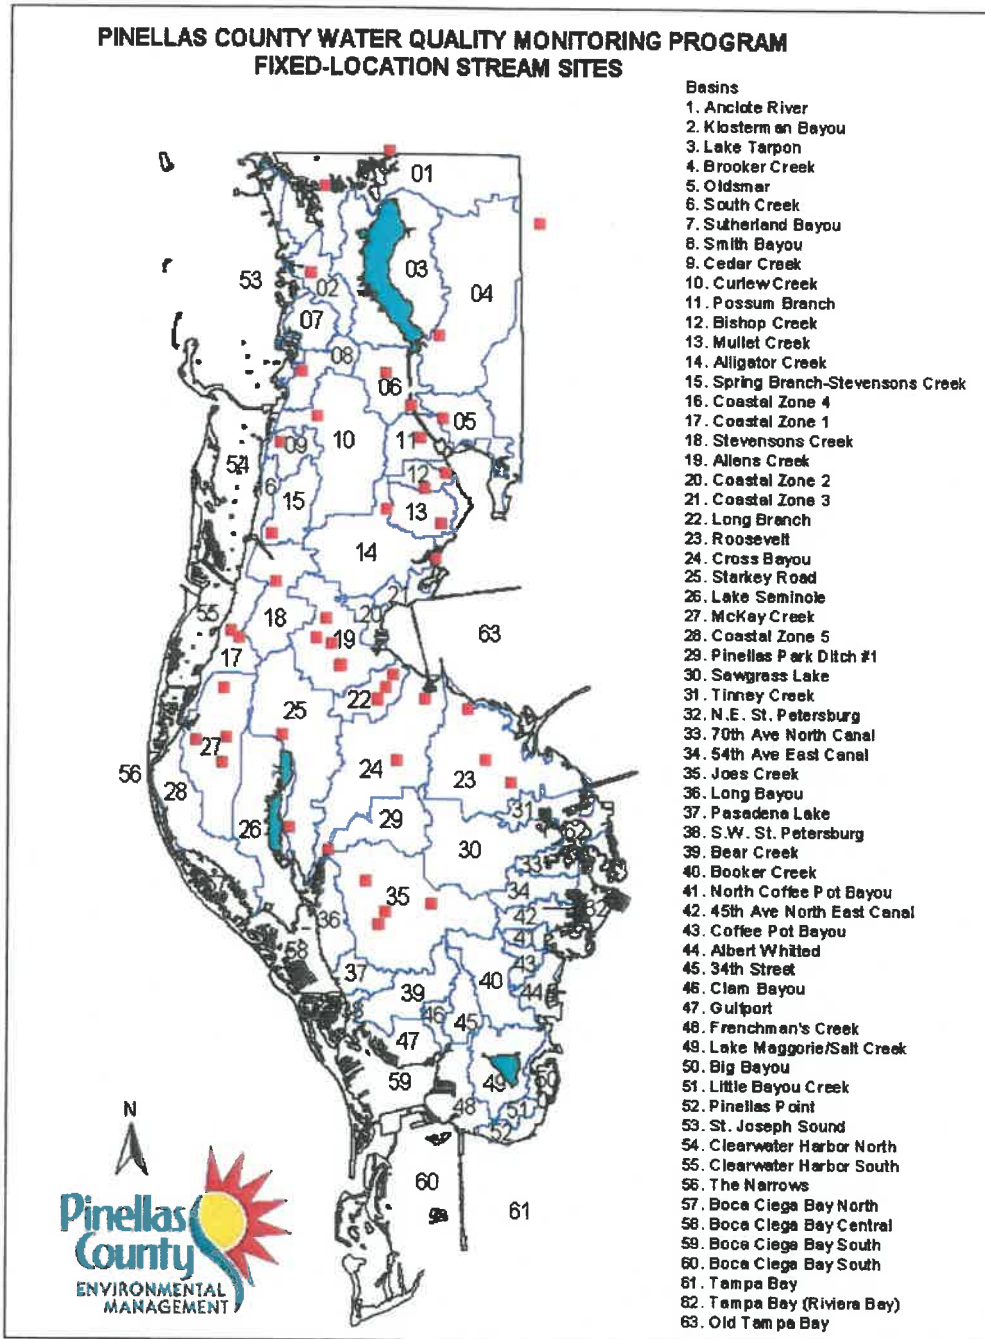 PINELLAS COUNTY WATER QUALITY MONITORING PROGRAM
FIXED-LOCATION STREAM SITES
Basins
1. Anclote River
2. Klosterman Bayou
3. Lake Tarpon
4. Brooker Creek
5. Oldsmar
6. South Creek
7. Sutherland Bayou
8. Smith Bayou
9. Cedar Creek
10. Curlew Creek
11. Possum Branch
12. Bishop Creek
13. Mullet Creek
14. Alligator Creek
15. Spring Branch-Stevensons Creek
16. Coastal Zone 4
17. Coastal Zone 1
18. Stevensons Creek
19. Allens Creek
20. Coastal Zone 2
21. Coastal Zone 3
22. Long Branch
23. Roosevelt
24. Cross Bayou
25. Starkey Road
26. Lake Seminole
27. McKay Creek
28. Coastal Zone 5
29. Pinellas Park Ditch #1
30. Sawgrass Lake
31. Tinney Creek
32. N.E. St. Petersburg
33. 70th Ave North Canal
34. 54th Ave East Canal
35. Joes Creek
36. Long Bayou
37. Pasadena Lake
38. S.W. St. Petersburg
39. Bear Creek
40. Booker Creek
41. North Coffee Pot Bayou
42. 45th Ave North East Canal
43. Coffee Pot Bayou
44. Albert Whitted
45. 34th Street
46. Clam Bayou
47. Gulfport
48. Frenchman's Creek
49. Lake Maggorie/Salt Creek
50. Big Bayou
51. Little Bayou Creek
52. Pinellas Point
53. St. Joseph Sound
54. Clearwater Harbor North
55. Clearwater Harbor South
56. The Narrows
57. Boca Ciega Bay North
58. Boca Ciega Bay Central
59. Boca Ciega Bay South
60. Boca Ciega Bay South
61. Tampa Bay
62. Tampa Bay (Riviera Bay)
63. Old Tampa Bay
01
03
53
02
04
07
08
06
05
10
11
09
54
12
6
15
13
14
21
55
18
20
63
19
17
22
25
27
24
23
56
28
31
29
62
26
30
33
35
34
32
36
42
41
58
37
40
43
39
44
46
45
47
59
49
50
48
51
52
60
61
N
Pinellas
County
ENVIRONMENTAL
MANAGEMENT